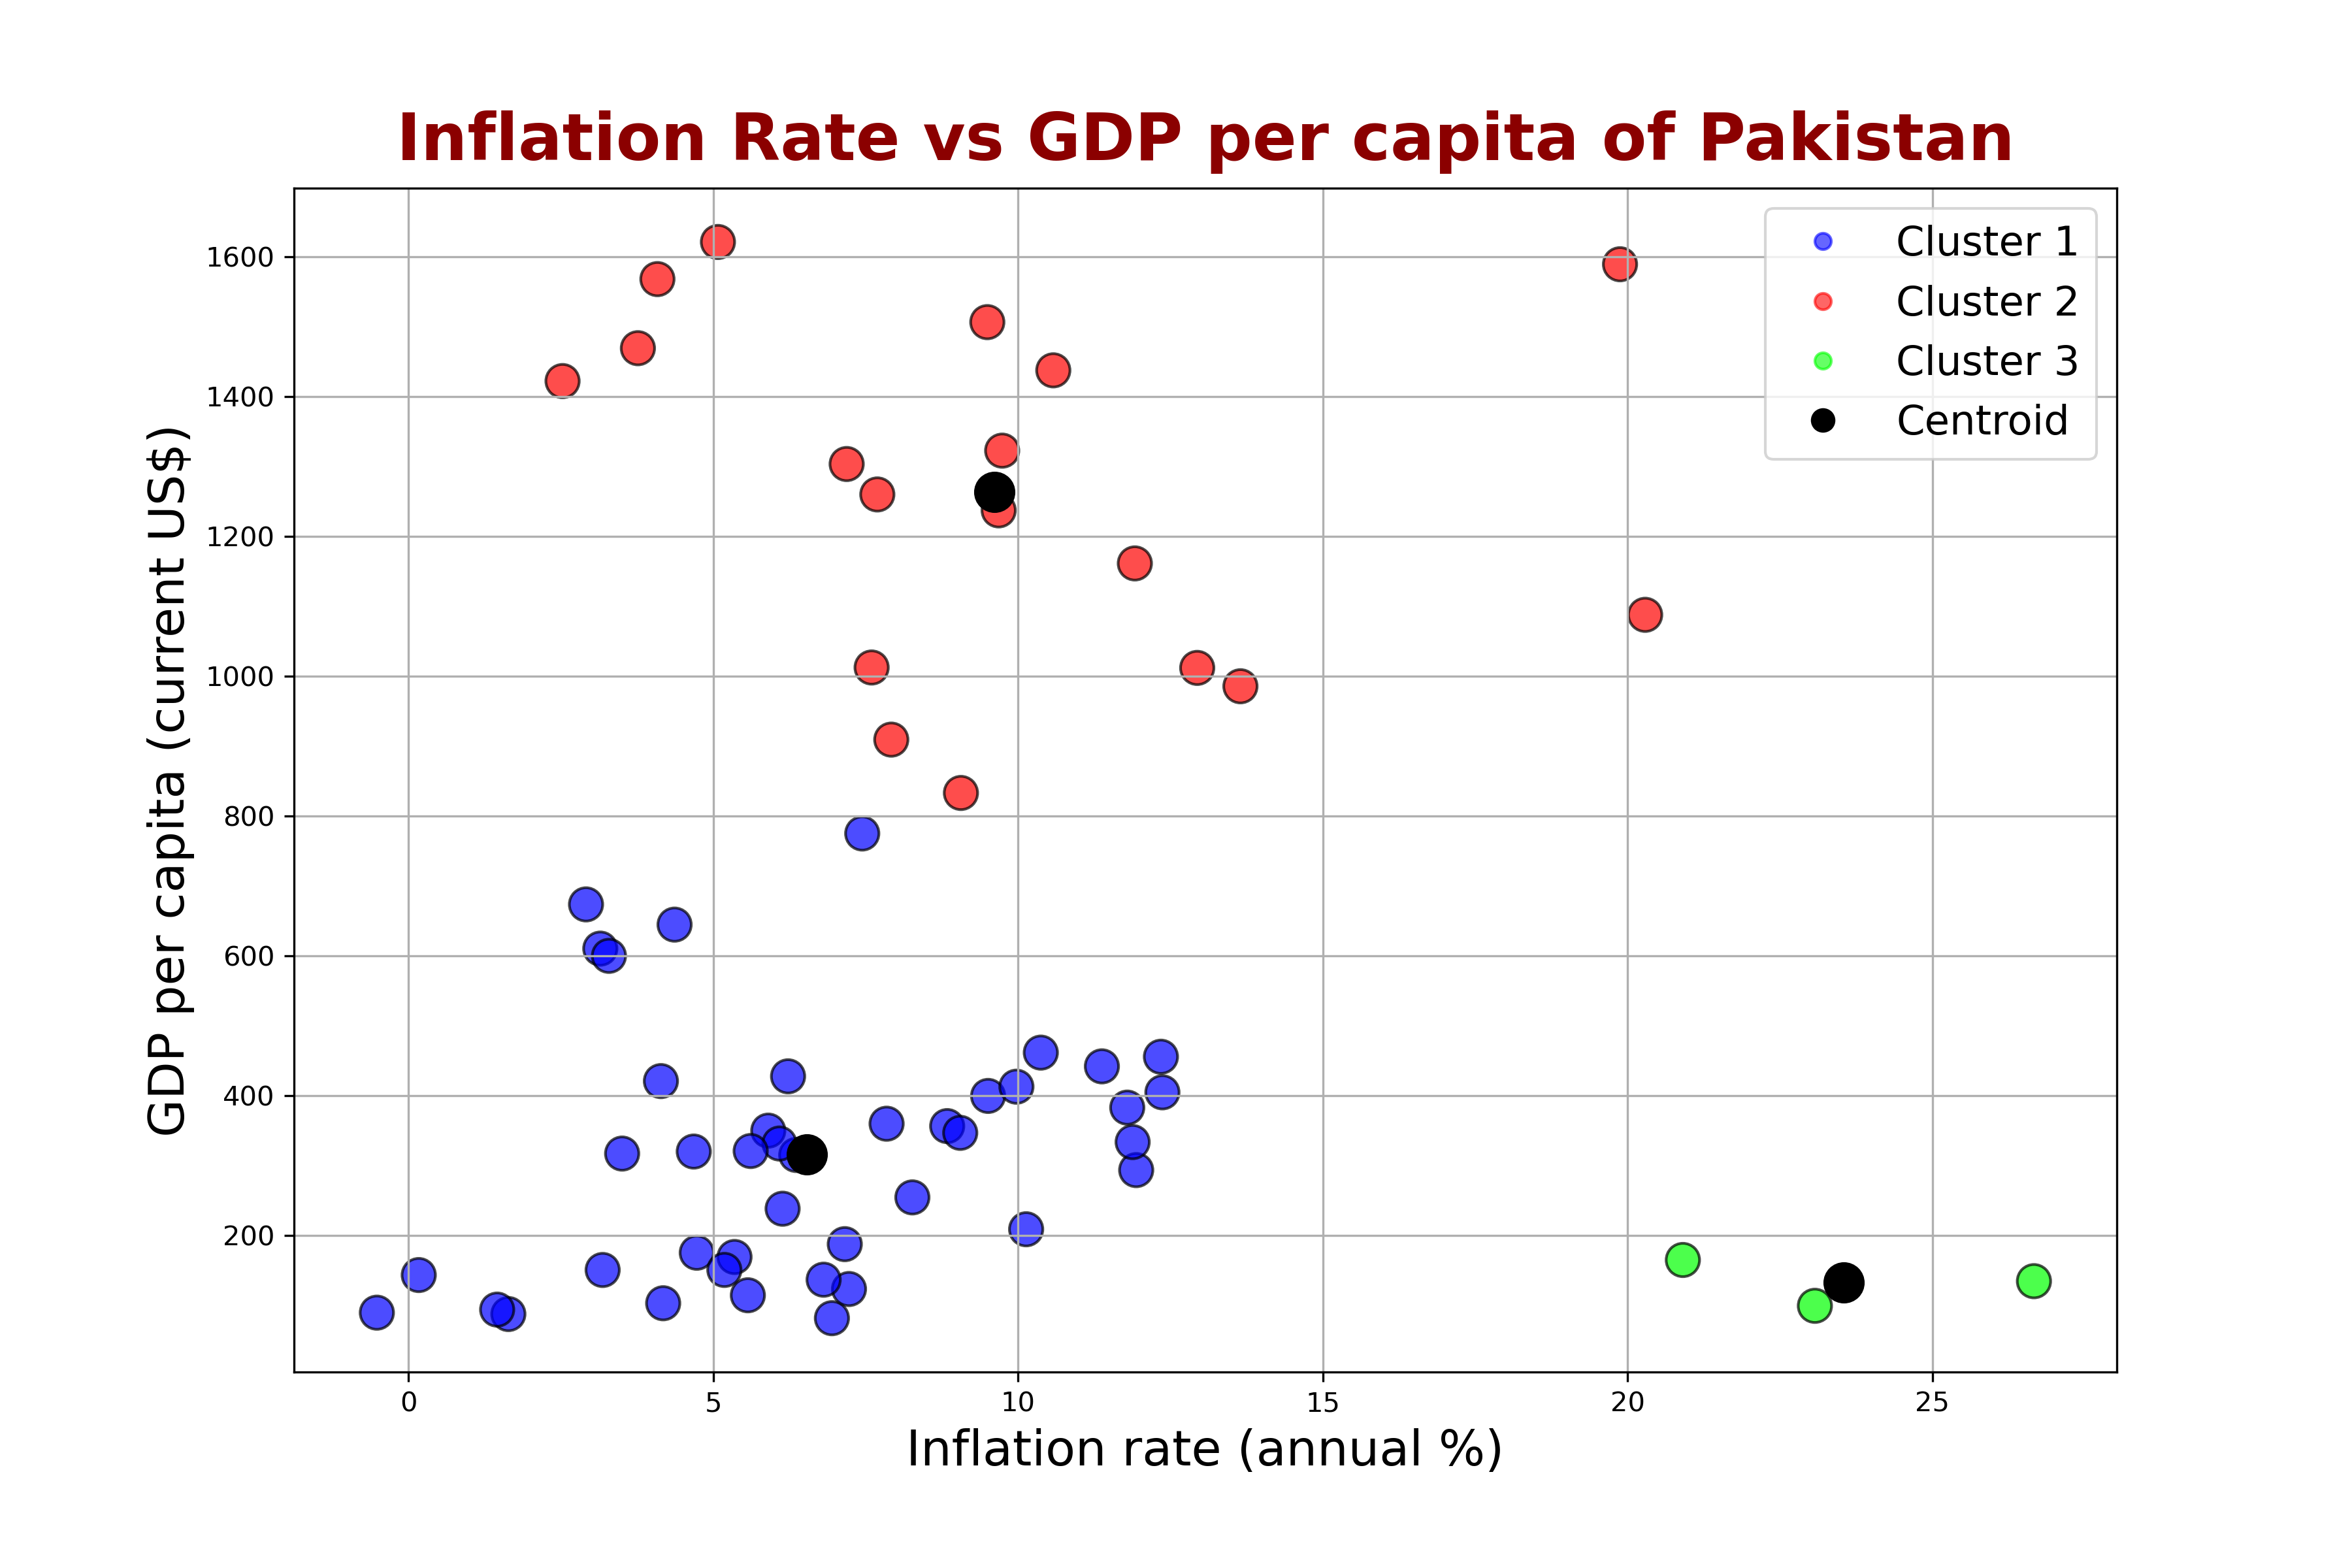 Inflation Rate vs GDP per capita of Pakistan
Cluster 1
Cluster 2
Cluster 3
Centroid
GDP per capita (current US$)
1600
1400
1200
1000
800
600
400
200
0 5 10 15 20 25
Inflation rate (annual %)